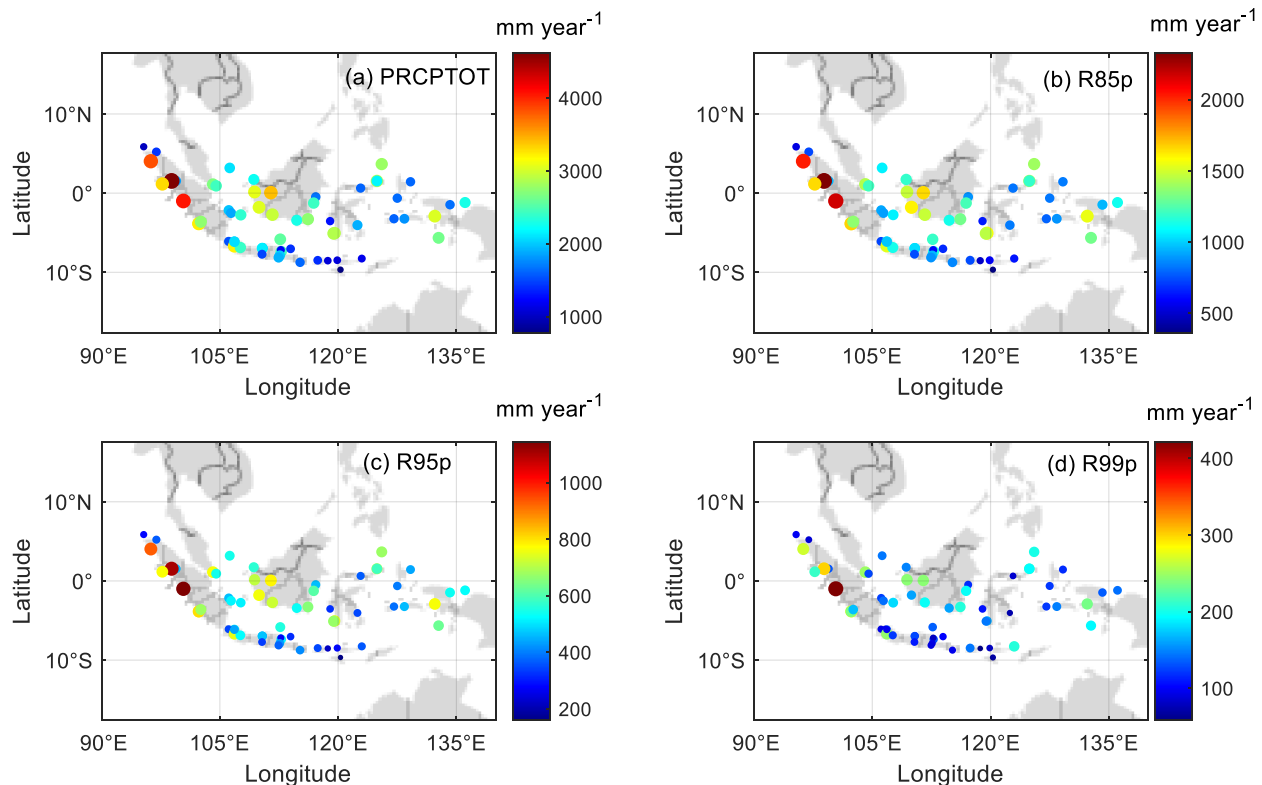 mm year-1
mm year-1
(a) PRCPTOT
(b) R85p
Latitude
10°N
0°
10°S
90°E
105°E
120°E
135°E
Longitude
4000
3000
2000
1000
Latitude
10°N
0°
10°S
90°E
105°E
120°E
135°E
Longitude
2000
1500
1000
500
mm year-1
mm year-1
(c) R95p
(d) R99p
Latitude
10°N
0°
10°S
90°E
105°E
120°E
135°E
Longitude
1000
800
600
400
200
Latitude
10°N
0°
10°S
90°E
105°E
120°E
135°E
Longitude
400
300
200
100